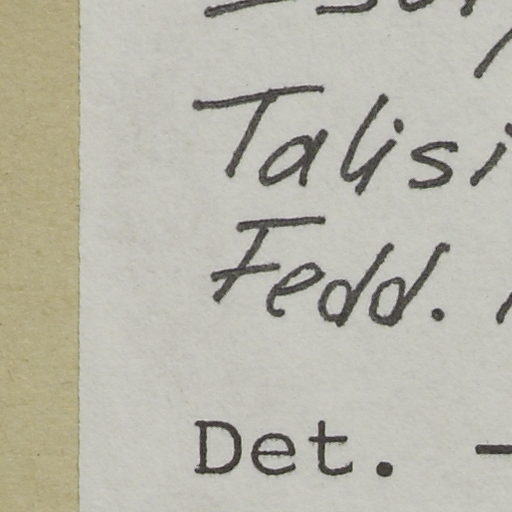 Talisi
Fedd.
Det. -